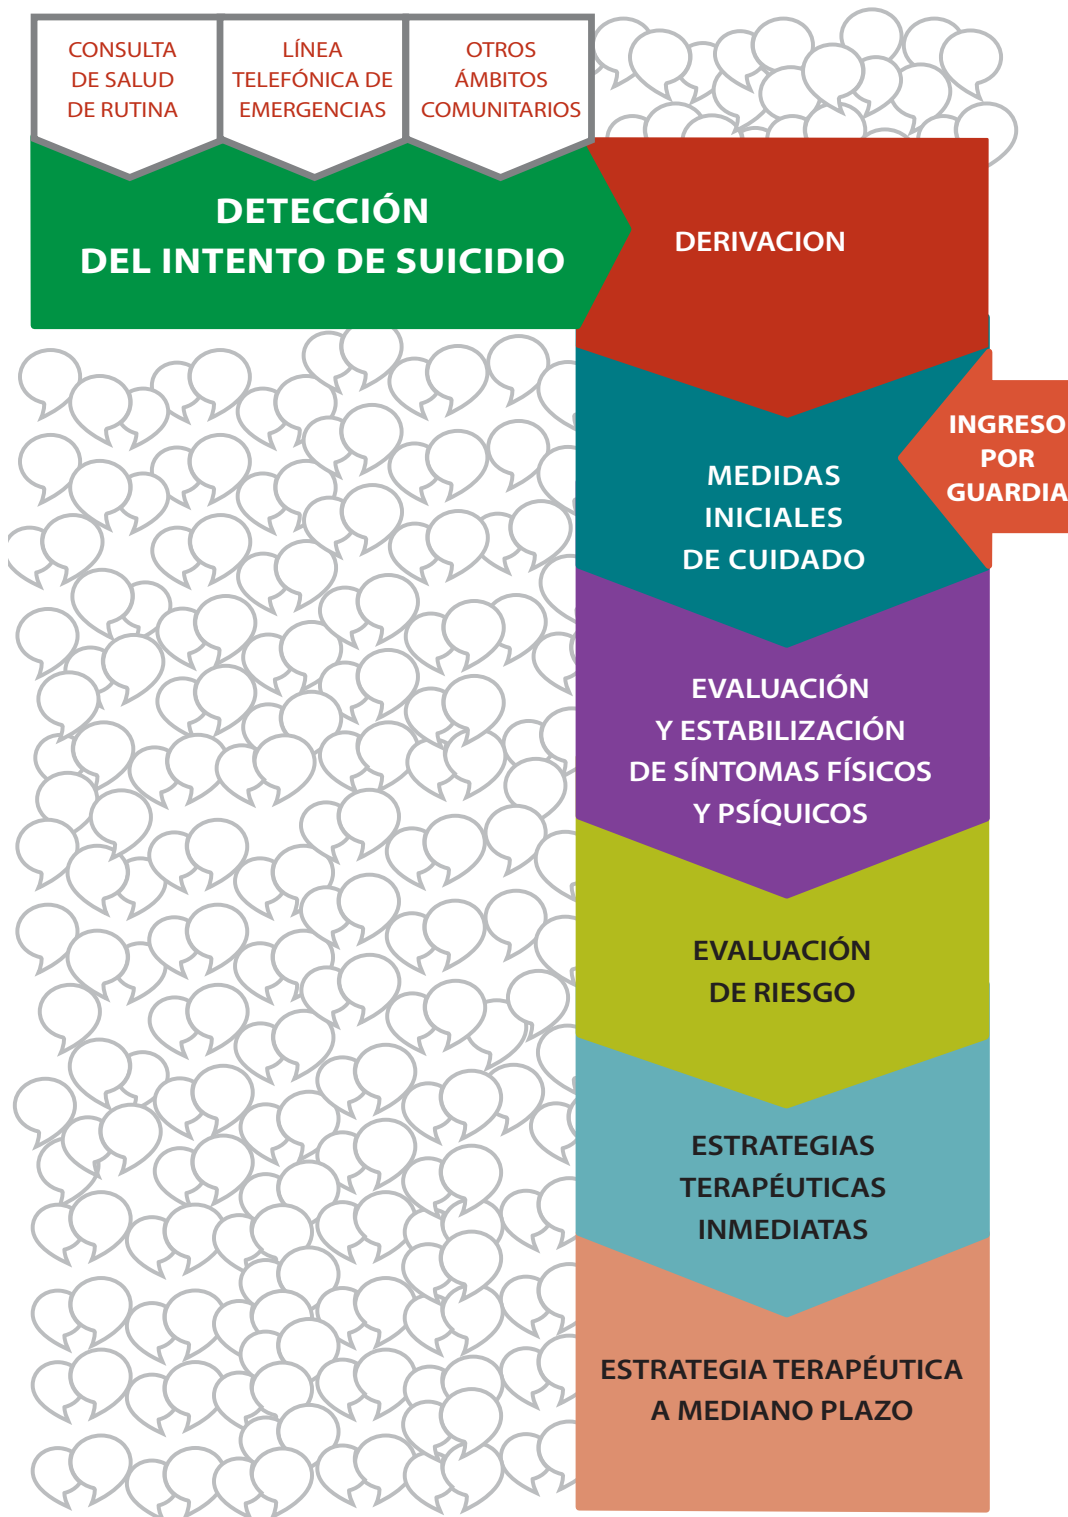 CONSULTA
DE SALUD
DE RUTINA
LÍNEA
TELEFÓNICA DE
EMERGENCIAS
OTROS
ÁMBITOS
COMUNITARIOS
DETECCIÓN
DEL INTENTO DE SUICIDIO
DERIVACION
INGRESO
POR
GUARDIA
MEDIDAS
INICIALES
DE CUIDADO
EVALUACIÓN
Y ESTABILIZACIÓN
DE SÍNTOMAS FÍSICOS
Y PSÍQUICOS
EVALUACIÓN
DE RIESGO
ESTRATEGIAS
TERAPÉUTICAS
INMEDIATAS
ESTRATEGIA TERAPÉUTICA
A MEDIANO PLAZO